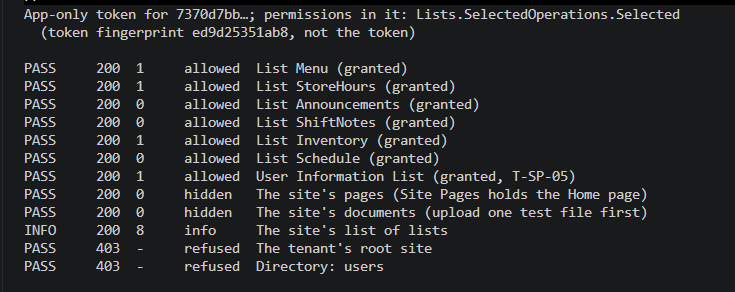 App-only token for 7370d7bb…; permissions in it: Lists.SelectedOperations.Selected
(token fingerprint ed9d25351ab8, not the token)
PASS 200 1 allowed List Menu (granted)
PASS 200 1 allowed List StoreHours (granted)
PASS 200 0 allowed List Announcements (granted)
PASS 200 0 allowed List ShiftNotes (granted)
PASS 200 1 allowed List Inventory (granted)
PASS 200 0 allowed List Schedule (granted)
PASS 200 1 allowed User Information List (granted, T-SP-05)
PASS 200 0 hidden The site's pages (Site Pages holds the Home page)
PASS 200 0 hidden The site's documents (upload one test file first)
INFO 200 8 info The site's list of lists
PASS 403 - refused The tenant's root site
PASS 403 - refused Directory: users